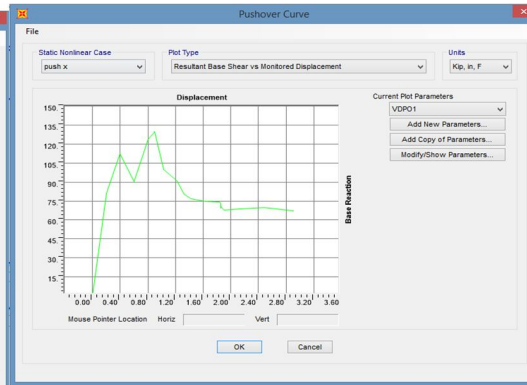 Pushover Curve
File
Static Nonlinear Case
push x
Plot Type
Resultant Base Shear vs Monitored Displacement
Units
Kip, in, F
Displacement
150.
135.
120.
105.
90.
75.
60.
45.
30.
15.
0.00 0.40 0.80 1.20 1.60 2.00 2.40 2.80 3.20 3.60
Base Reaction
Current Plot Parameters
VDPO1
Add New Parameters...
Add Copy of Parameters...
Modify/Show Parameters...
Mouse Pointer Location Horiz Vert
OK Cancel